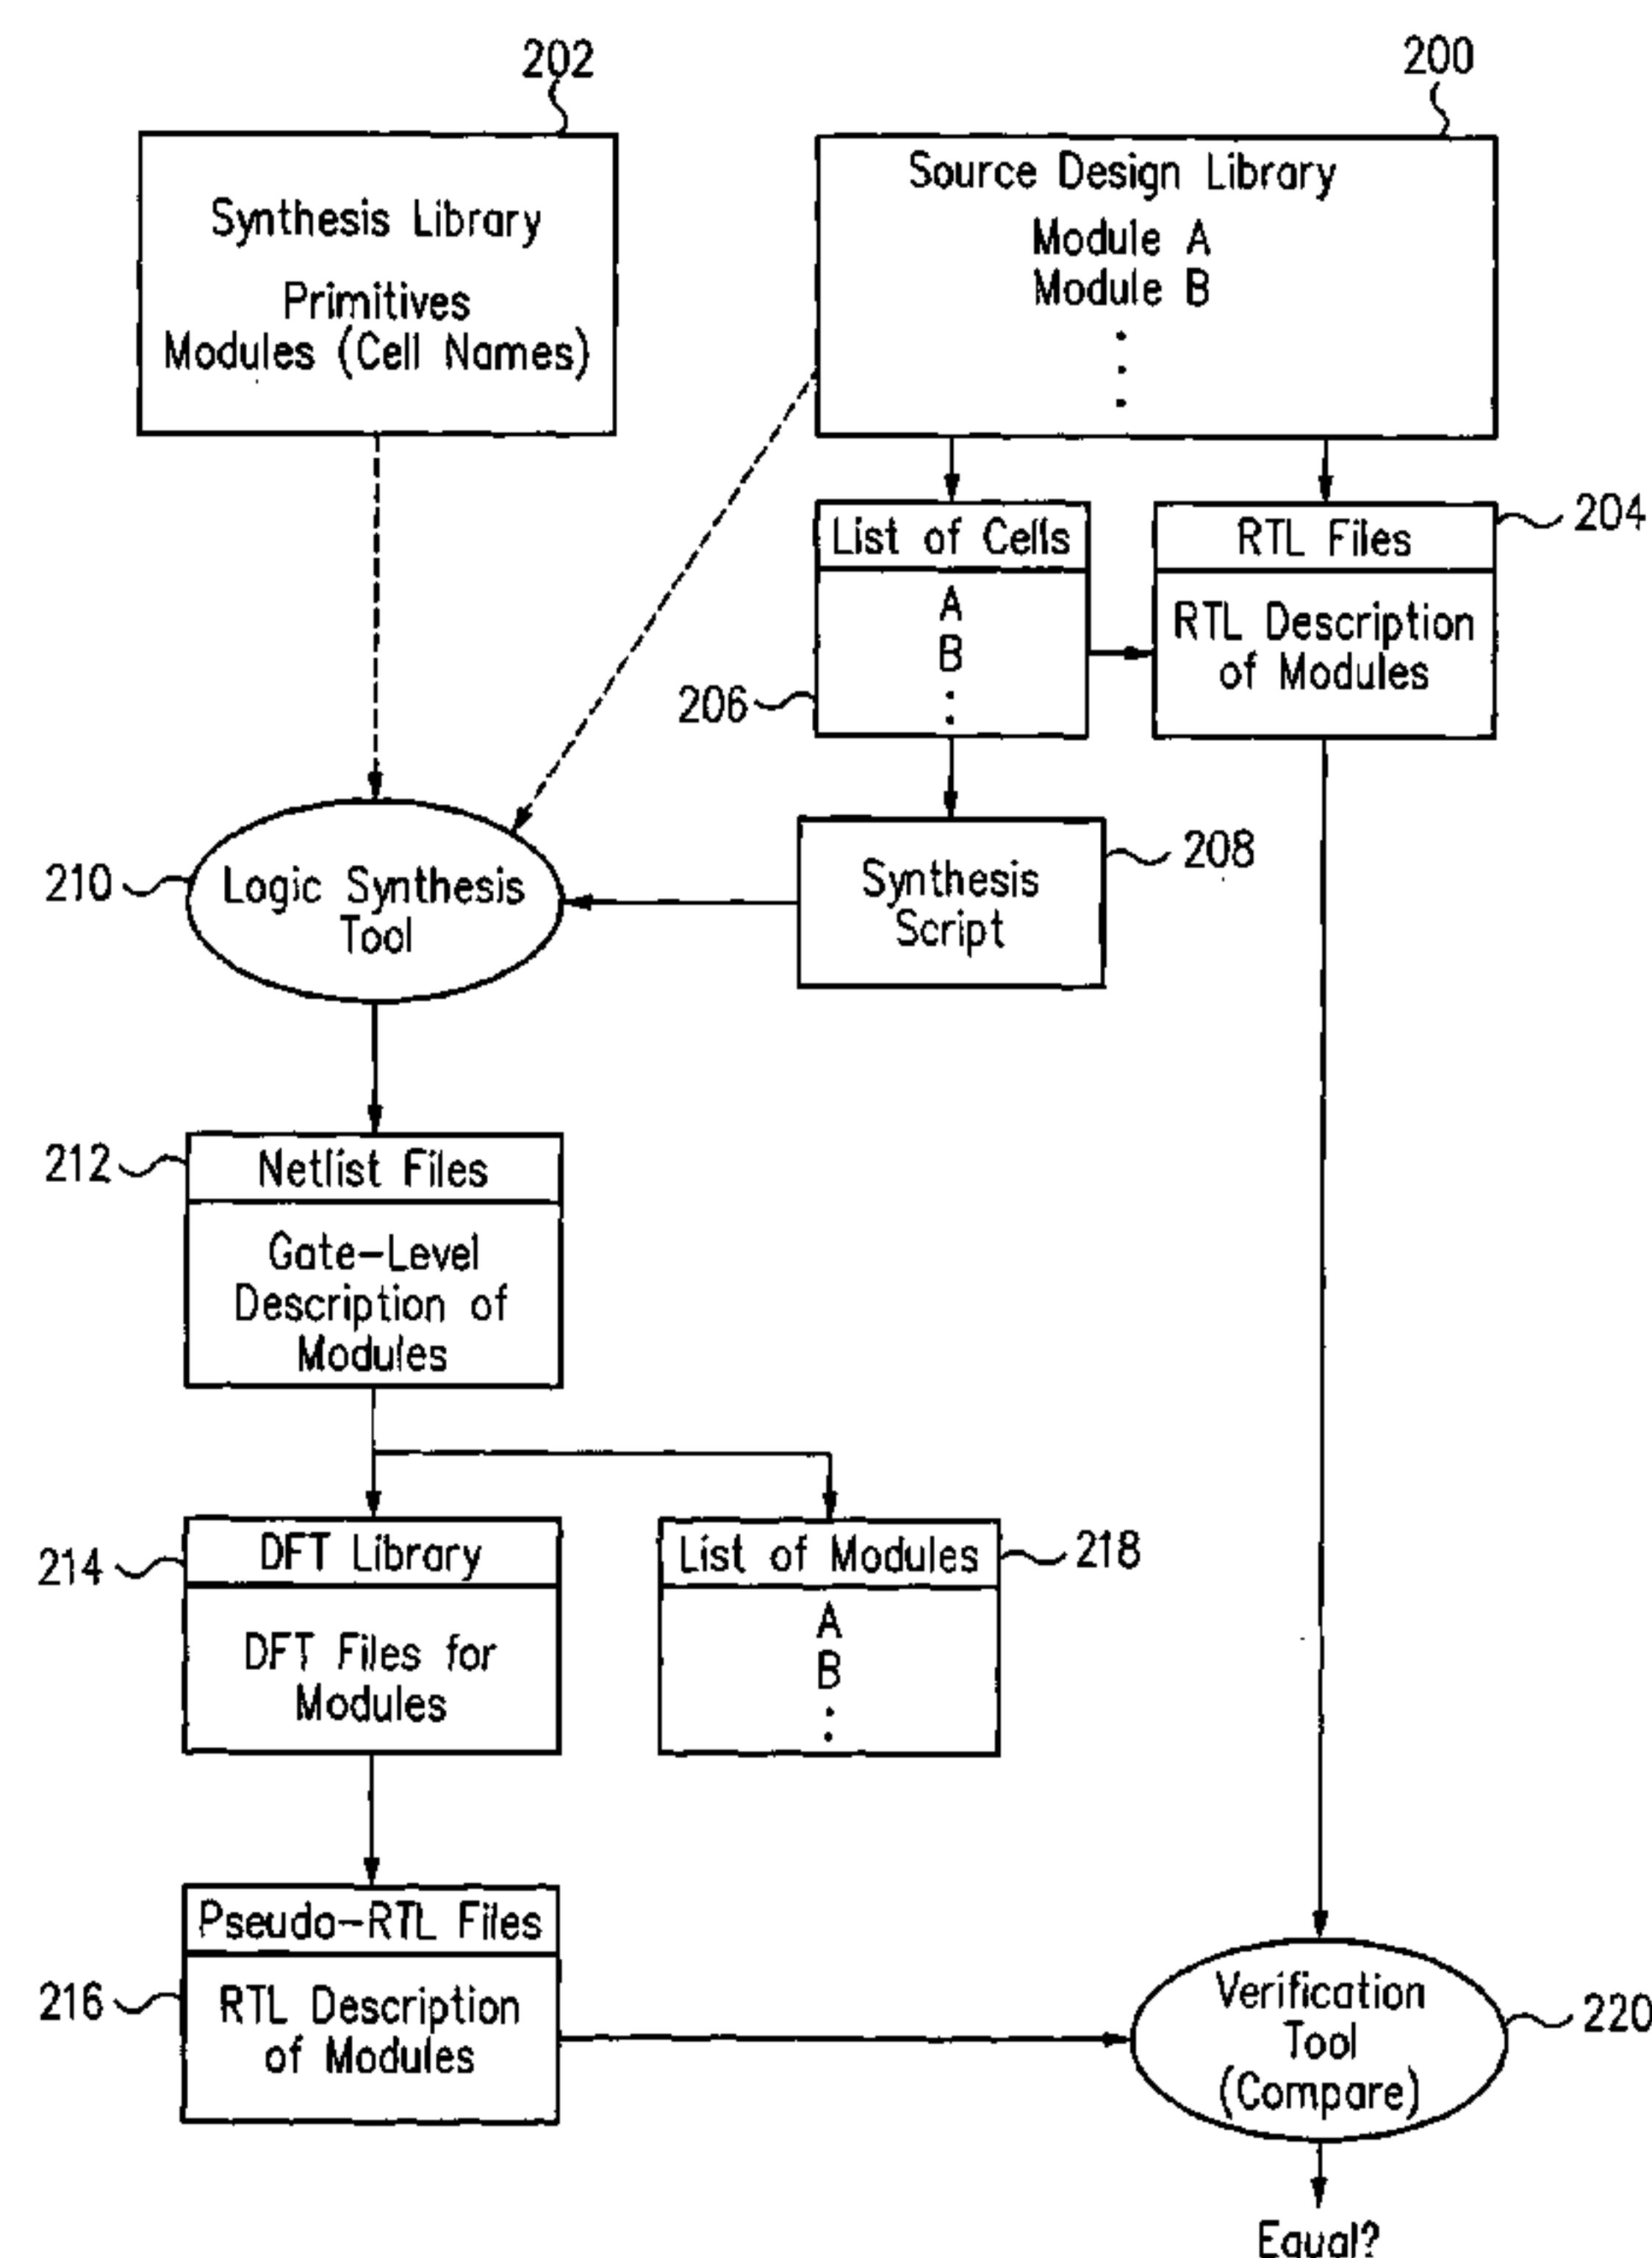 202
200
Synthesis Library
Primitives
Modules (Cell Names)
Source Design Library
Module A
Module B
List of Cells
A
B
206
RTL Files
RTL Description
of Modules
204
210
Logic Synthesis
Tool
Synthesis
Script
208
212
Netlist Files
Gate-Level
Description of
Modules
214
DFT Library
DFT Files for
Modules
List of Modules
A
B
218
Pseudo-RTL Files
216
RTL Description
of Modules
Verification
Tool
(Compare)
220
Equal?